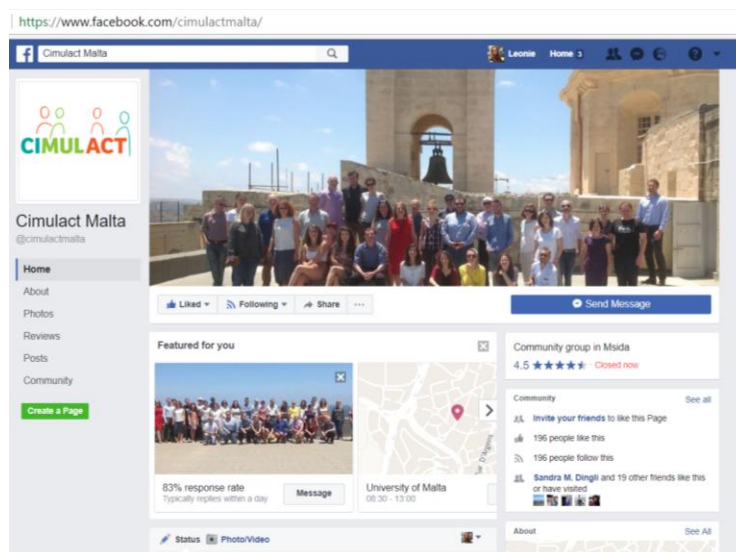 https://www.facebook.com/cimulactmalta/
Cimulact Malta
Leonie Home 3
CIMULACT
Cimulact Malta
@cimulactmalta
Home
About
Photos
Reviews
Posts
Community
Create a Page
Liked Following Share ...
Send Message
Featured for you
83% response rate
Typically replies within a day
Message
University of Malta
08:30 - 13:00
Triq D'Argens
Status Photo/Video
Community group in Msida
4.5 Closed now
Community See all
Invite your friends to like this Page
196 people like this
196 people follow this
Sandra M. Dingli and 19 other friends like this
or have visited
About See All